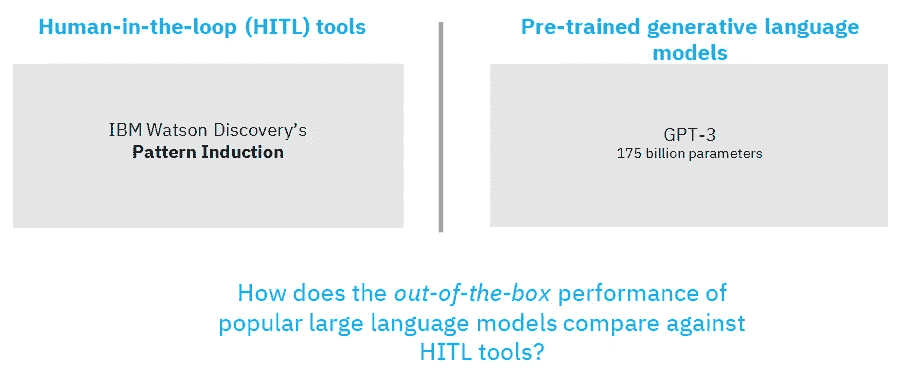 Human-in-the-loop (HITL) tools
IBM Watson Discovery's
Pattern Induction
Pre-trained generative language
models
GPT-3
175 billion parameters
How does the out-of-the-box performance of
popular large language models compare against
HITL tools?